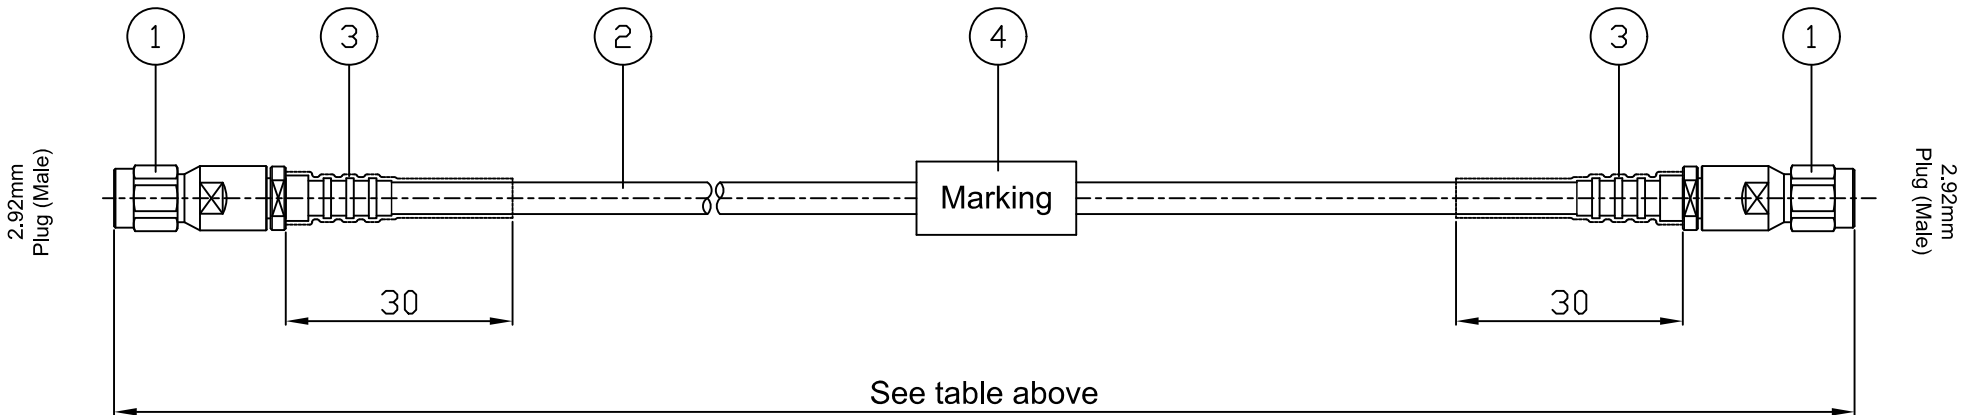 1
3
2
4
3
1
2.92mm
Plug (Male)
Marking
2.92mm
Plug (Male)
30
30
See table above